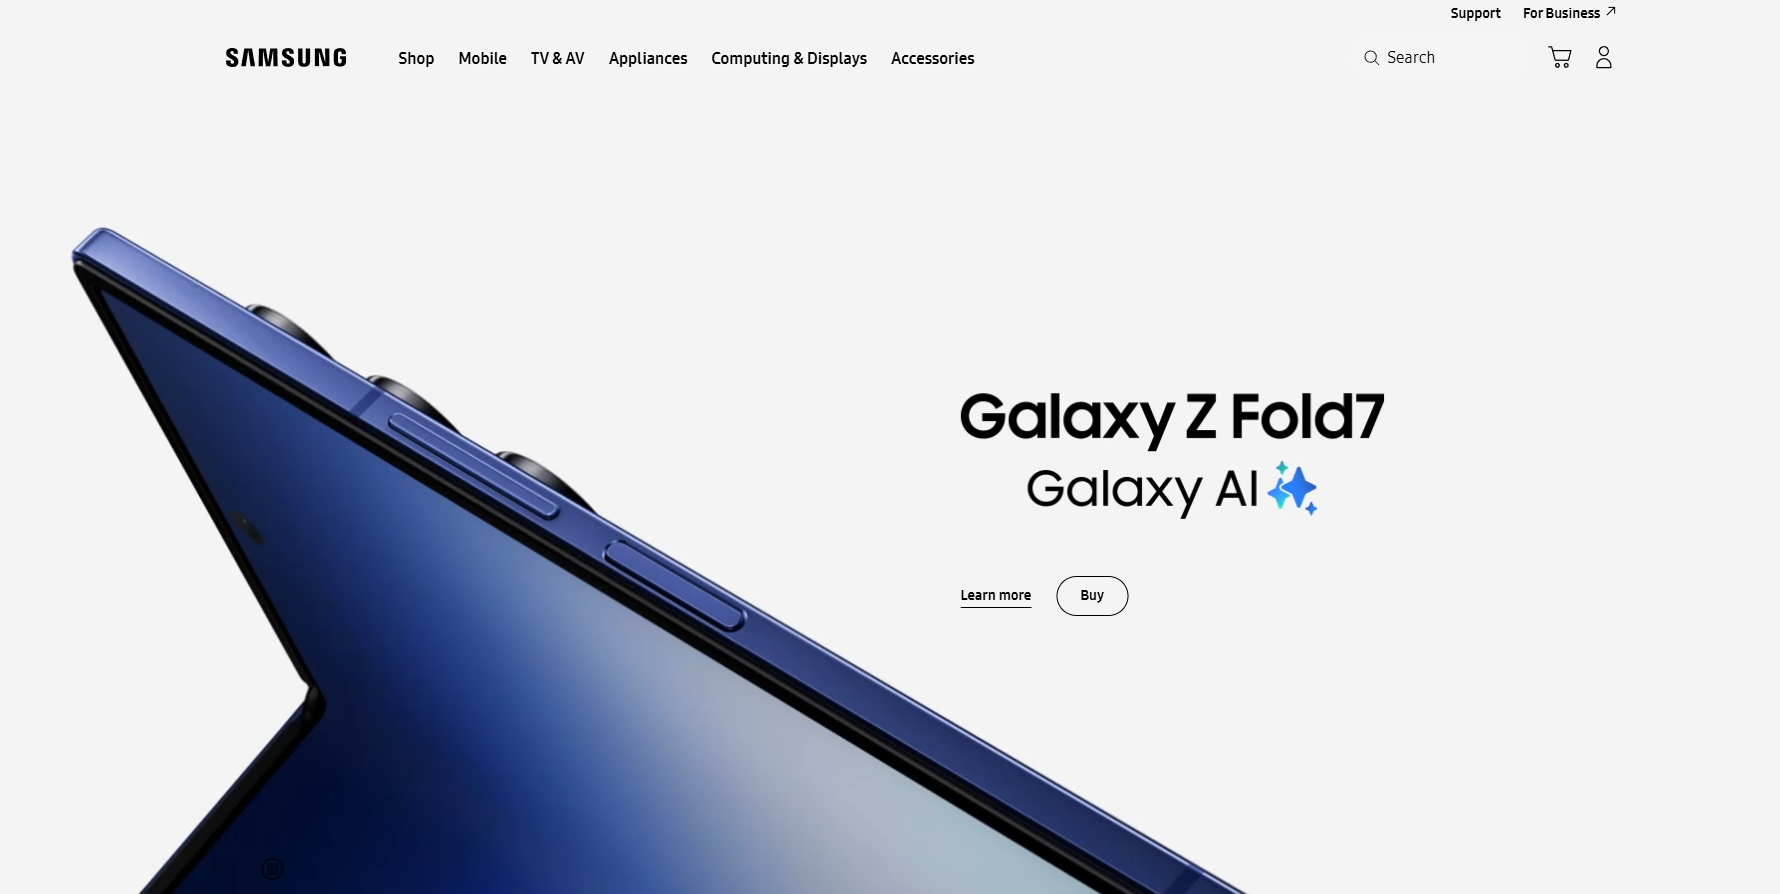 Support
For Business
SAMSUNG
Shop
Mobile
TV & AV
Appliances
Computing & Displays
Accessories
Search
Galaxy Z Fold7
Galaxy AI
Learn more
Buy